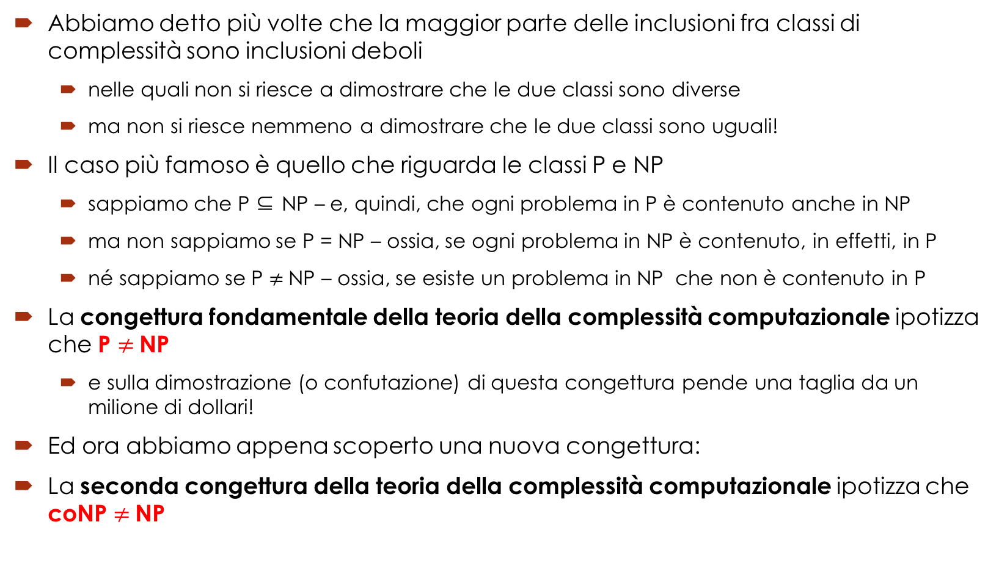 Abbiamo detto più volte che la maggior parte delle inclusioni fra classi di
complessità sono inclusioni deboli
nelle quali non si riesce a dimostrare che le due classi sono diverse
ma non si riesce nemmeno a dimostrare che le due classi sono uguali!
Il caso più famoso è quello che riguarda le classi P e NP
sappiamo che P ⊆ NP – e, quindi, che ogni problema in P è contenuto anche in NP
ma non sappiamo se P = NP – ossia, se ogni problema in NP è contenuto, in effetti, in P
né sappiamo se P ≠ NP – ossia, se esiste un problema in NP che non è contenuto in P
La congettura fondamentale della teoria della complessità computazionale ipotizza
che P ≠ NP
e sulla dimostrazione (o confutazione) di questa congettura pende una taglia da un
milione di dollari!
Ed ora abbiamo appena scoperto una nuova congettura:
La seconda congettura della teoria della complessità computazionale ipotizza che
coNP ≠ NP